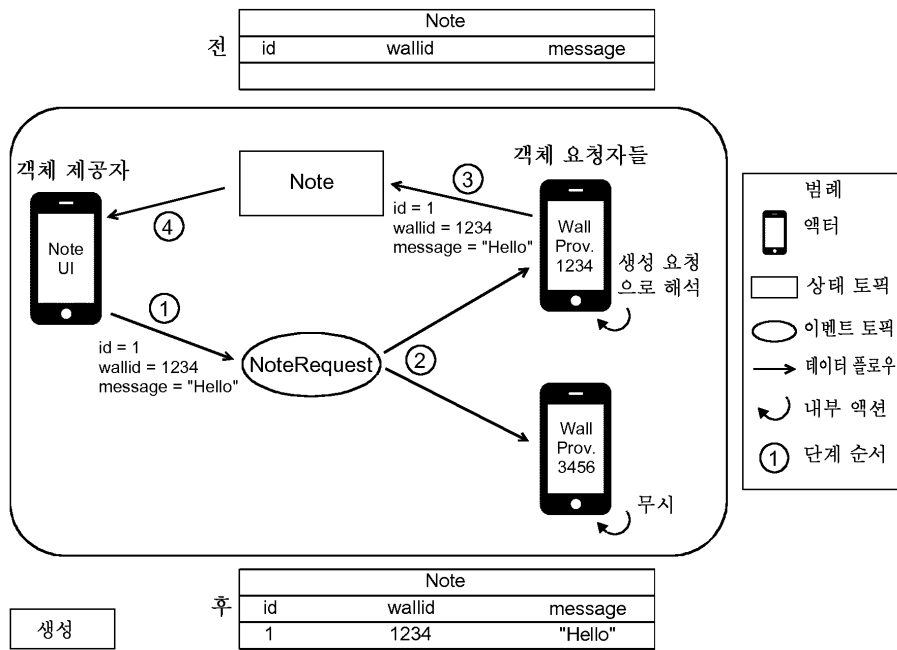 Note
전
id wallid message
객체 제공자
객체 요청자들
Note
UI
Note
③
id = 1
wallid = 1234
message = "Hello"
Wall
Prov.
1234
생성 요청
으로 해석
④
①
id = 1
wallid = 1234
message = "Hello"
NoteRequest
②
Wall
Prov.
3456
무시
범례
액터
상태 토픽
이벤트 토픽
데이터 플로우
내부 액션
① 단계 순서
생성
후
Note
id wallid message
1 1234 "Hello"